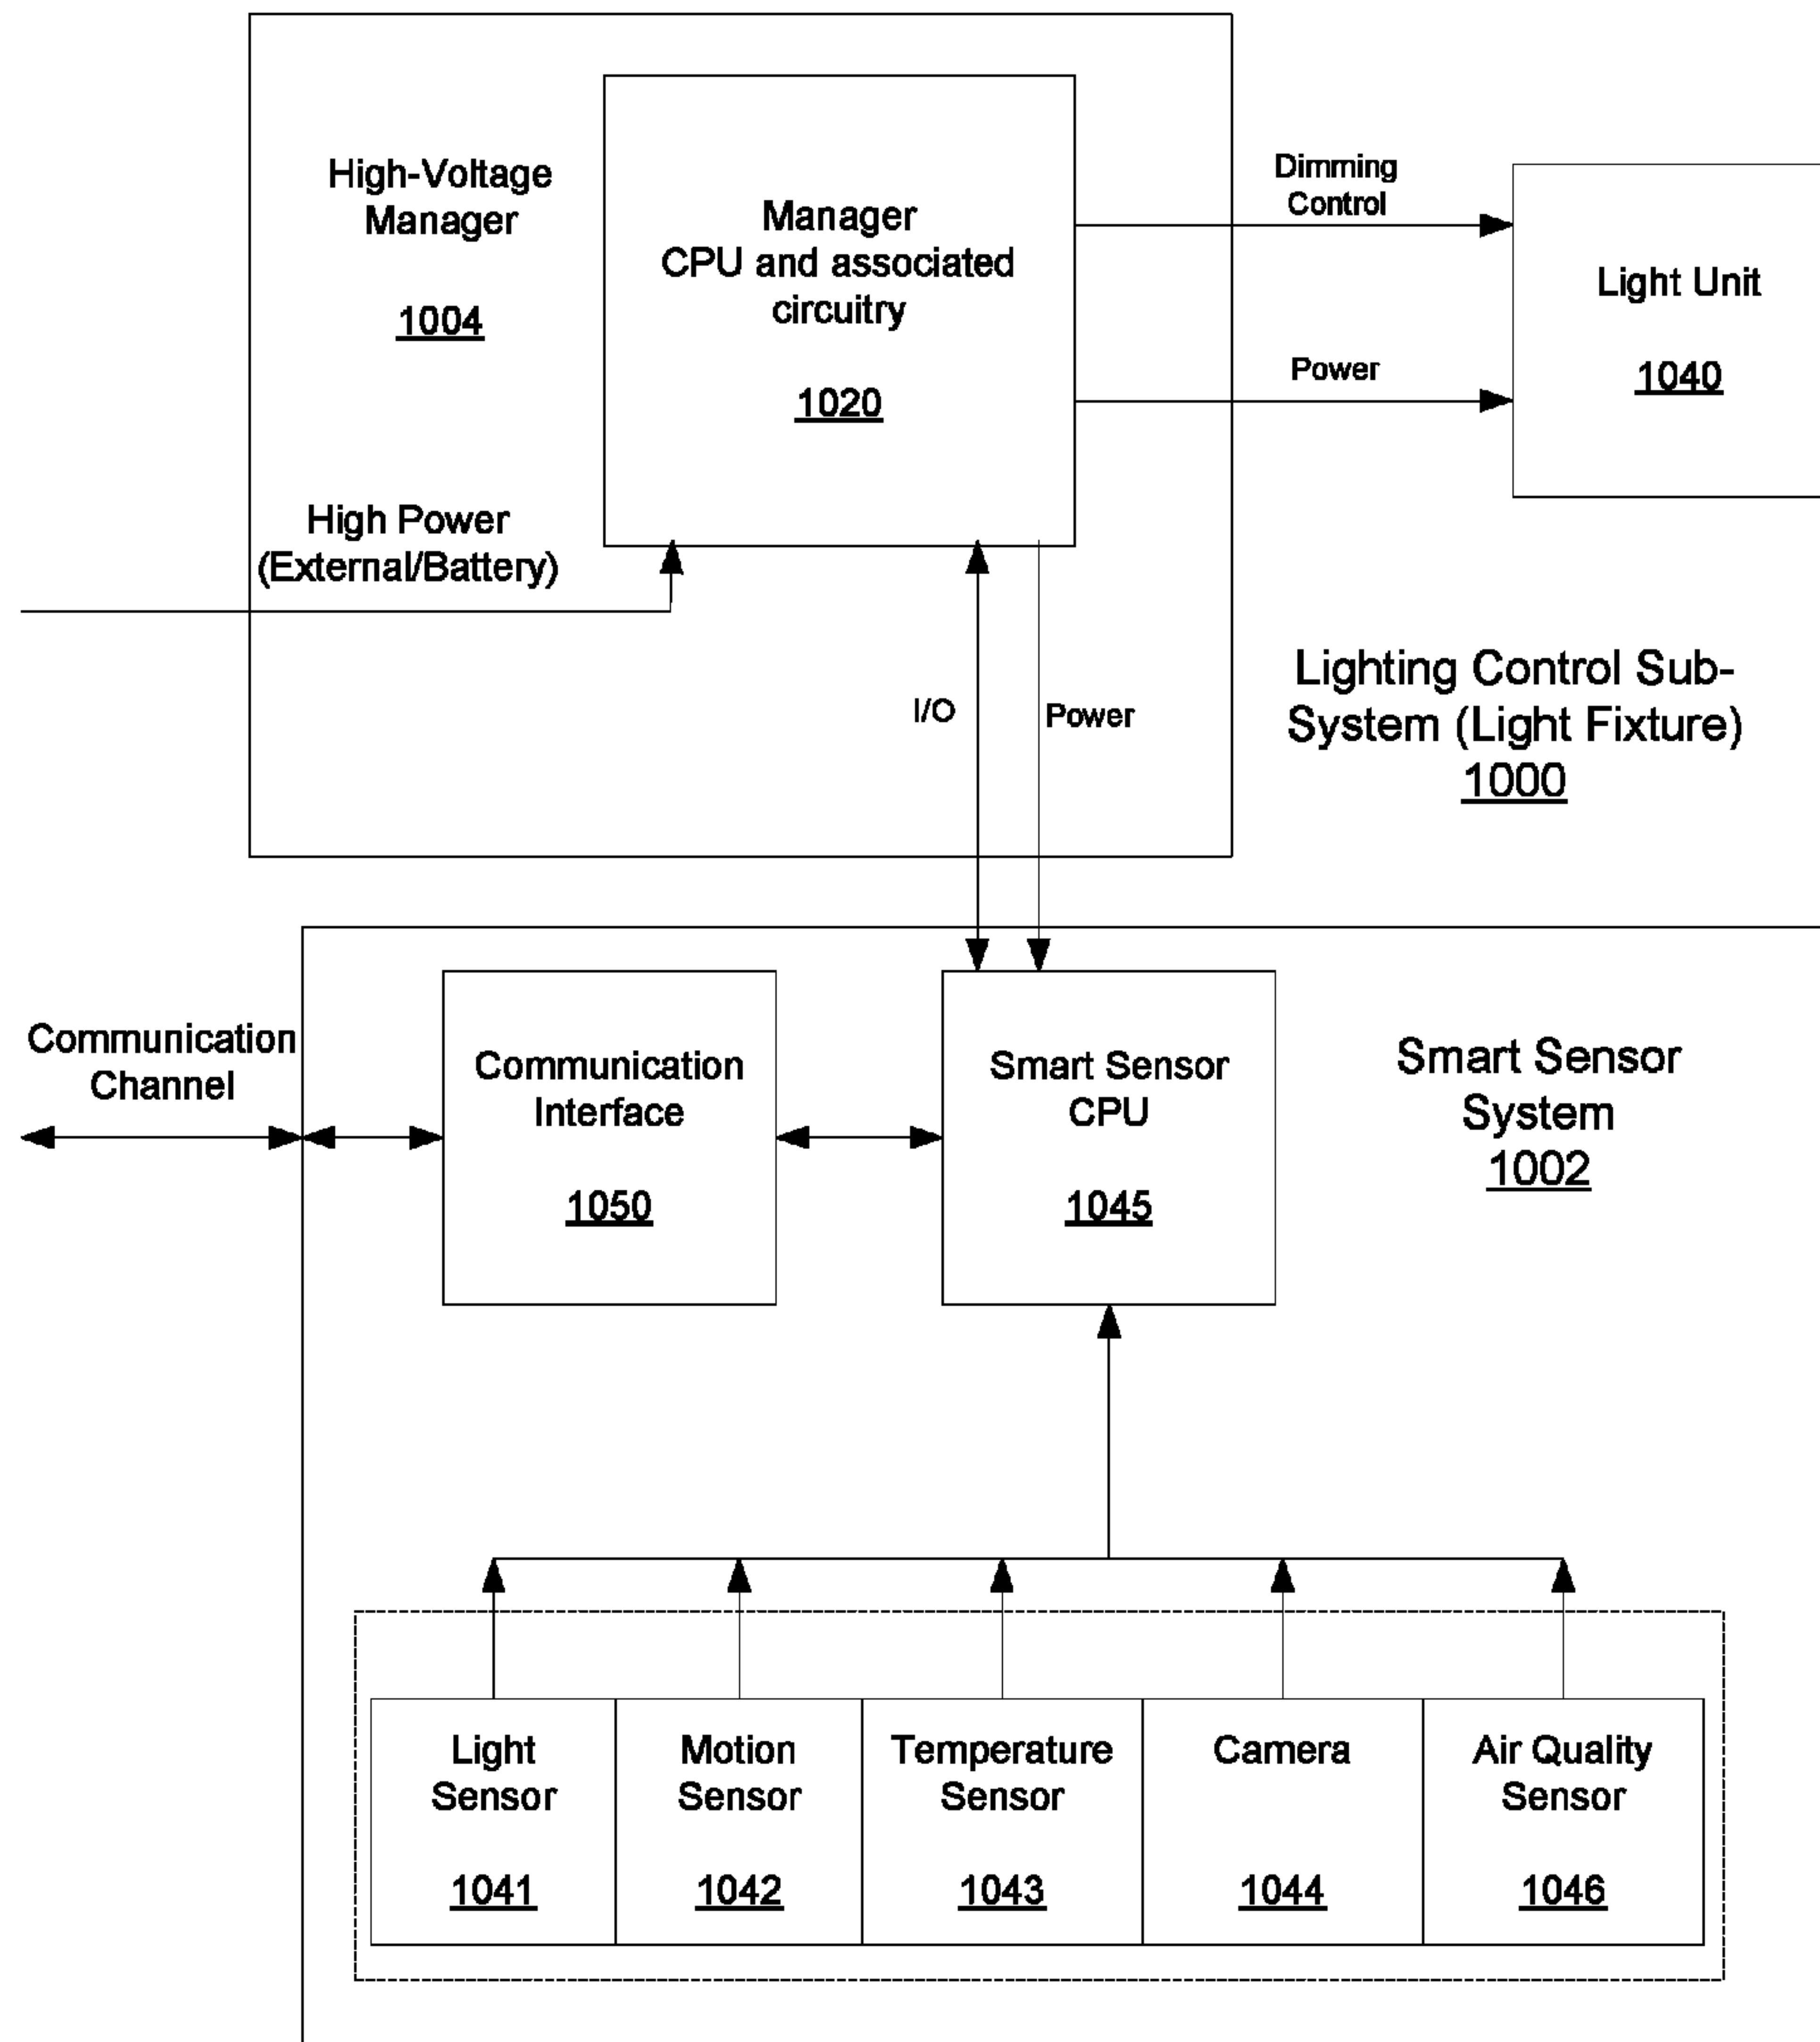 High-Voltage
Manager
1004
Manager
CPU and associated
circuitry
1020
Dimming
Control
Power
Light Unit
1040
High Power
(External/Battery)
I/O
Power
Lighting Control Sub-
System (Light Fixture)
1000
Communication
Channel
Communication
Interface
1050
Smart Sensor
CPU
1045
Smart Sensor
System
1002
Light
Sensor
1041
Motion
Sensor
1042
Temperature
Sensor
1043
Camera
1044
Air Quality
Sensor
1046